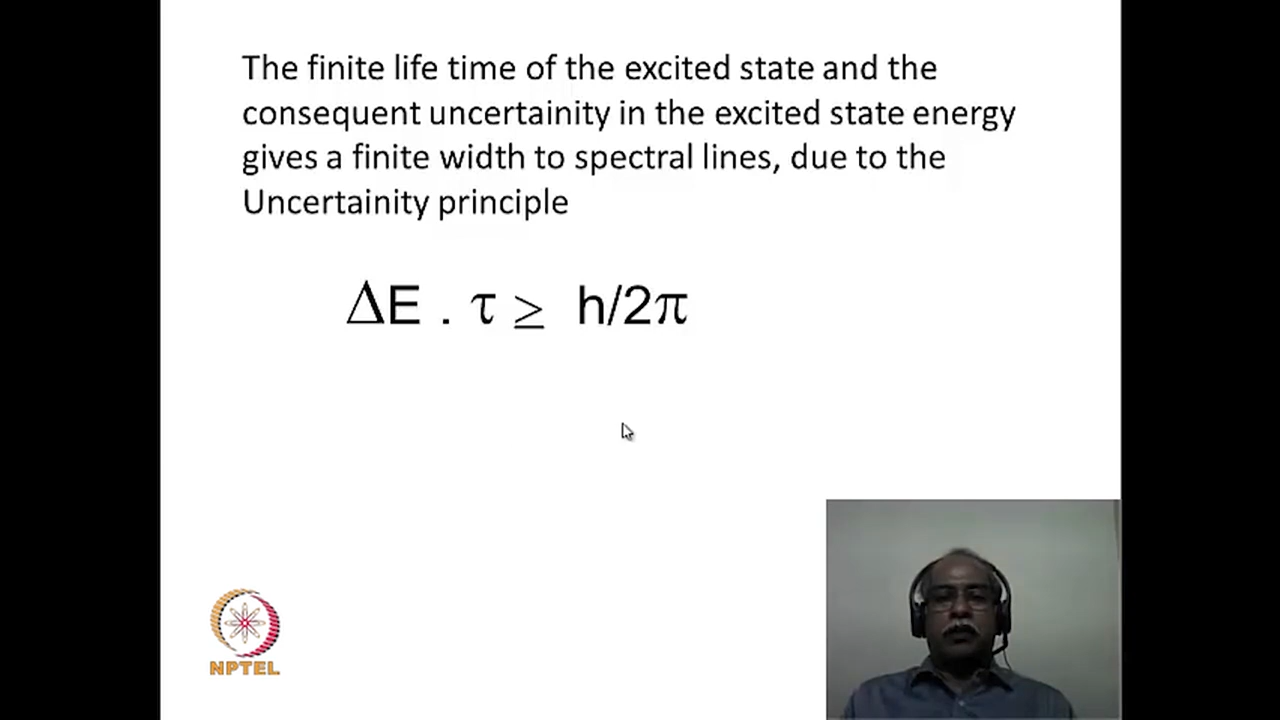 The finite life time of the excited state and the
consequent uncertainity in the excited state energy
gives a finite width to spectral lines, due to the
Uncertainity principle
ΔE . τ ≥ h/2π
NPTEL